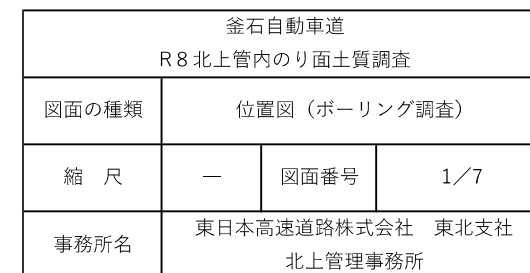 釜石自動車道
R8北上管内のり面土質調査
図面の種類 位置図（ボーリング調査）
縮　尺 ― 図面番号 1／7
事務所名 東日本高速道路株式会社　東北支社
北上管理事務所